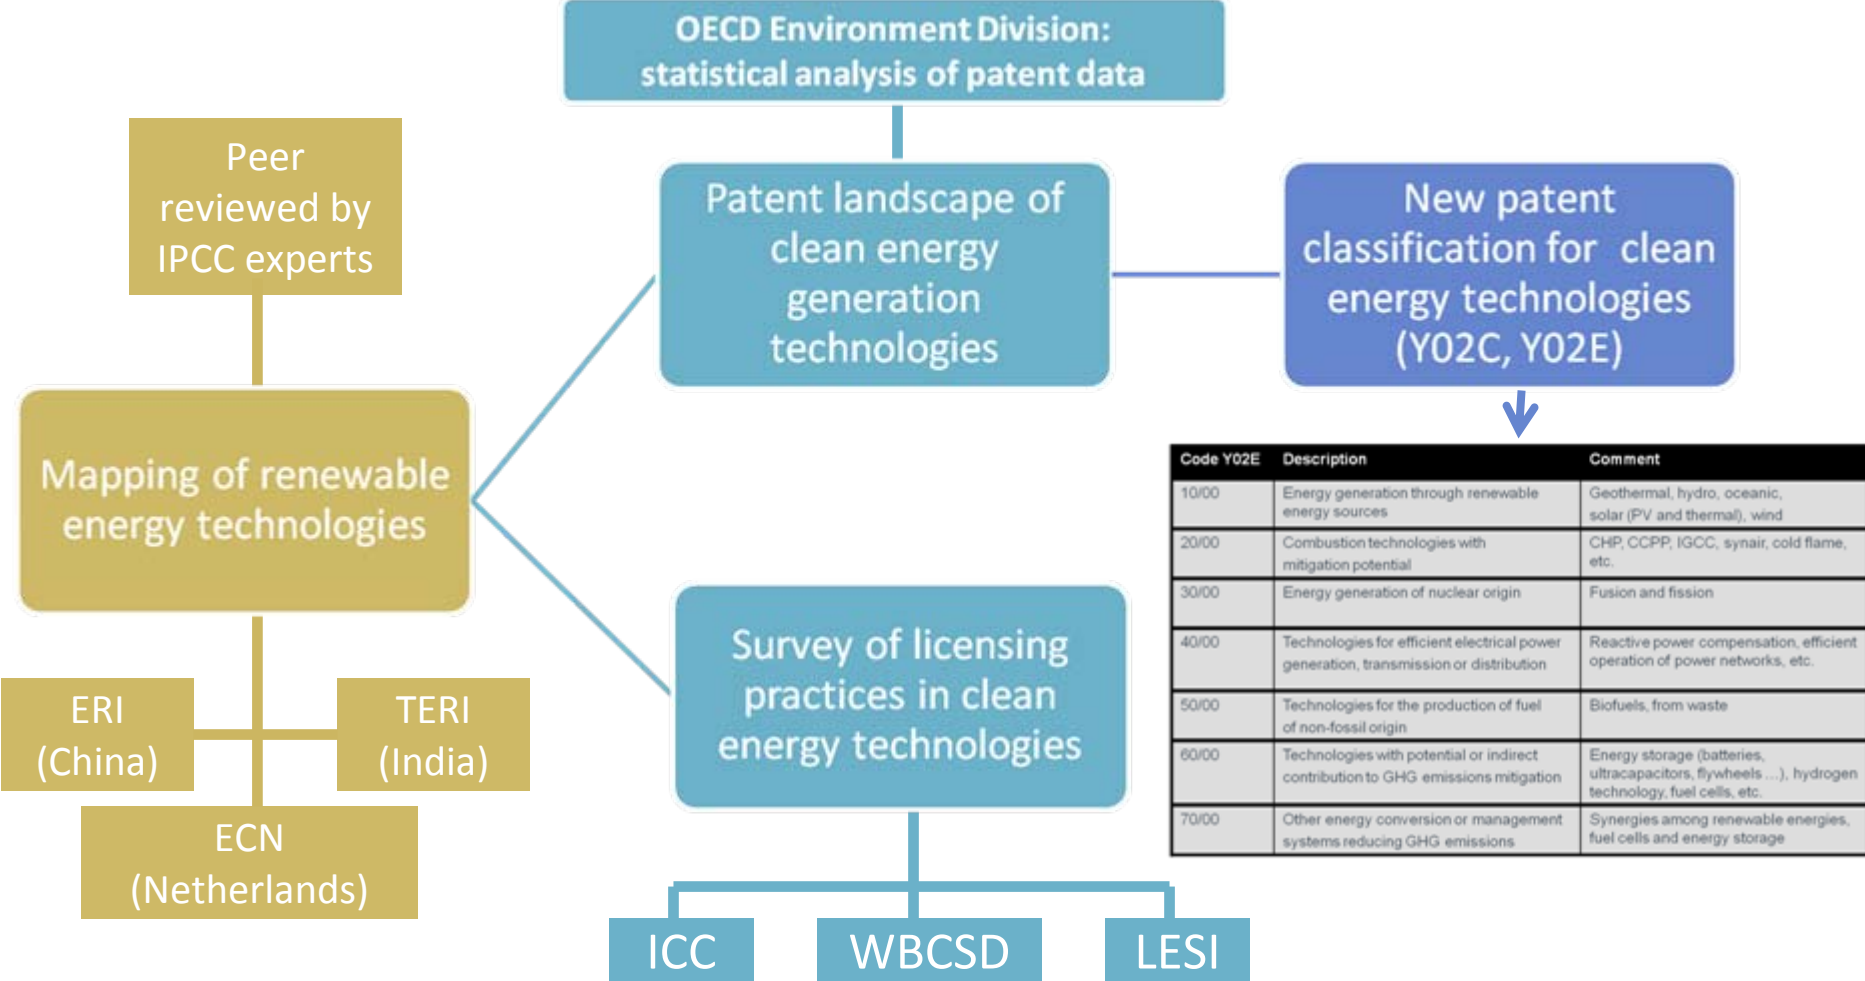 OECD Environment Division:
statistical analysis of patent data
Peer
reviewed by
IPCC experts
Patent landscape of
clean energy
generation
technologies
New patent
classification for clean
energy technologies
(Y02C, Y02E)
Mapping of renewable
energy technologies
Survey of licensing
practices in clean
energy technologies
ERI
(China)
TERI
(India)
ECN
(Netherlands)
ICC
WBCSD
LESI
Code Y02E Description Comment
10/00 Energy generation through renewable Geothermal, hydro, oceanic,
energy sources solar (PV and thermal), wind
20/00 Combustion technologies with CHP, CCPP, IGCC, synair, cold flame,
mitigation potential etc.
30/00 Energy generation of nuclear origin Fusion and fission
40/00 Technologies for efficient electrical power Reactive power compensation, efficient
generation, transmission or distribution operation of power networks, etc.
50/00 Technologies for the production of fuel Biofuels, from waste
of non-fossil origin
60/00 Technologies with potential or indirect Energy storage (batteries,
contribution to GHG emissions mitigation ultracapacitors, flywheels ...), hydrogen
technology, fuel cells, etc.
70/00 Other energy conversion or management Synergies among renewable energies,
systems reducing GHG emissions fuel cells and energy storage